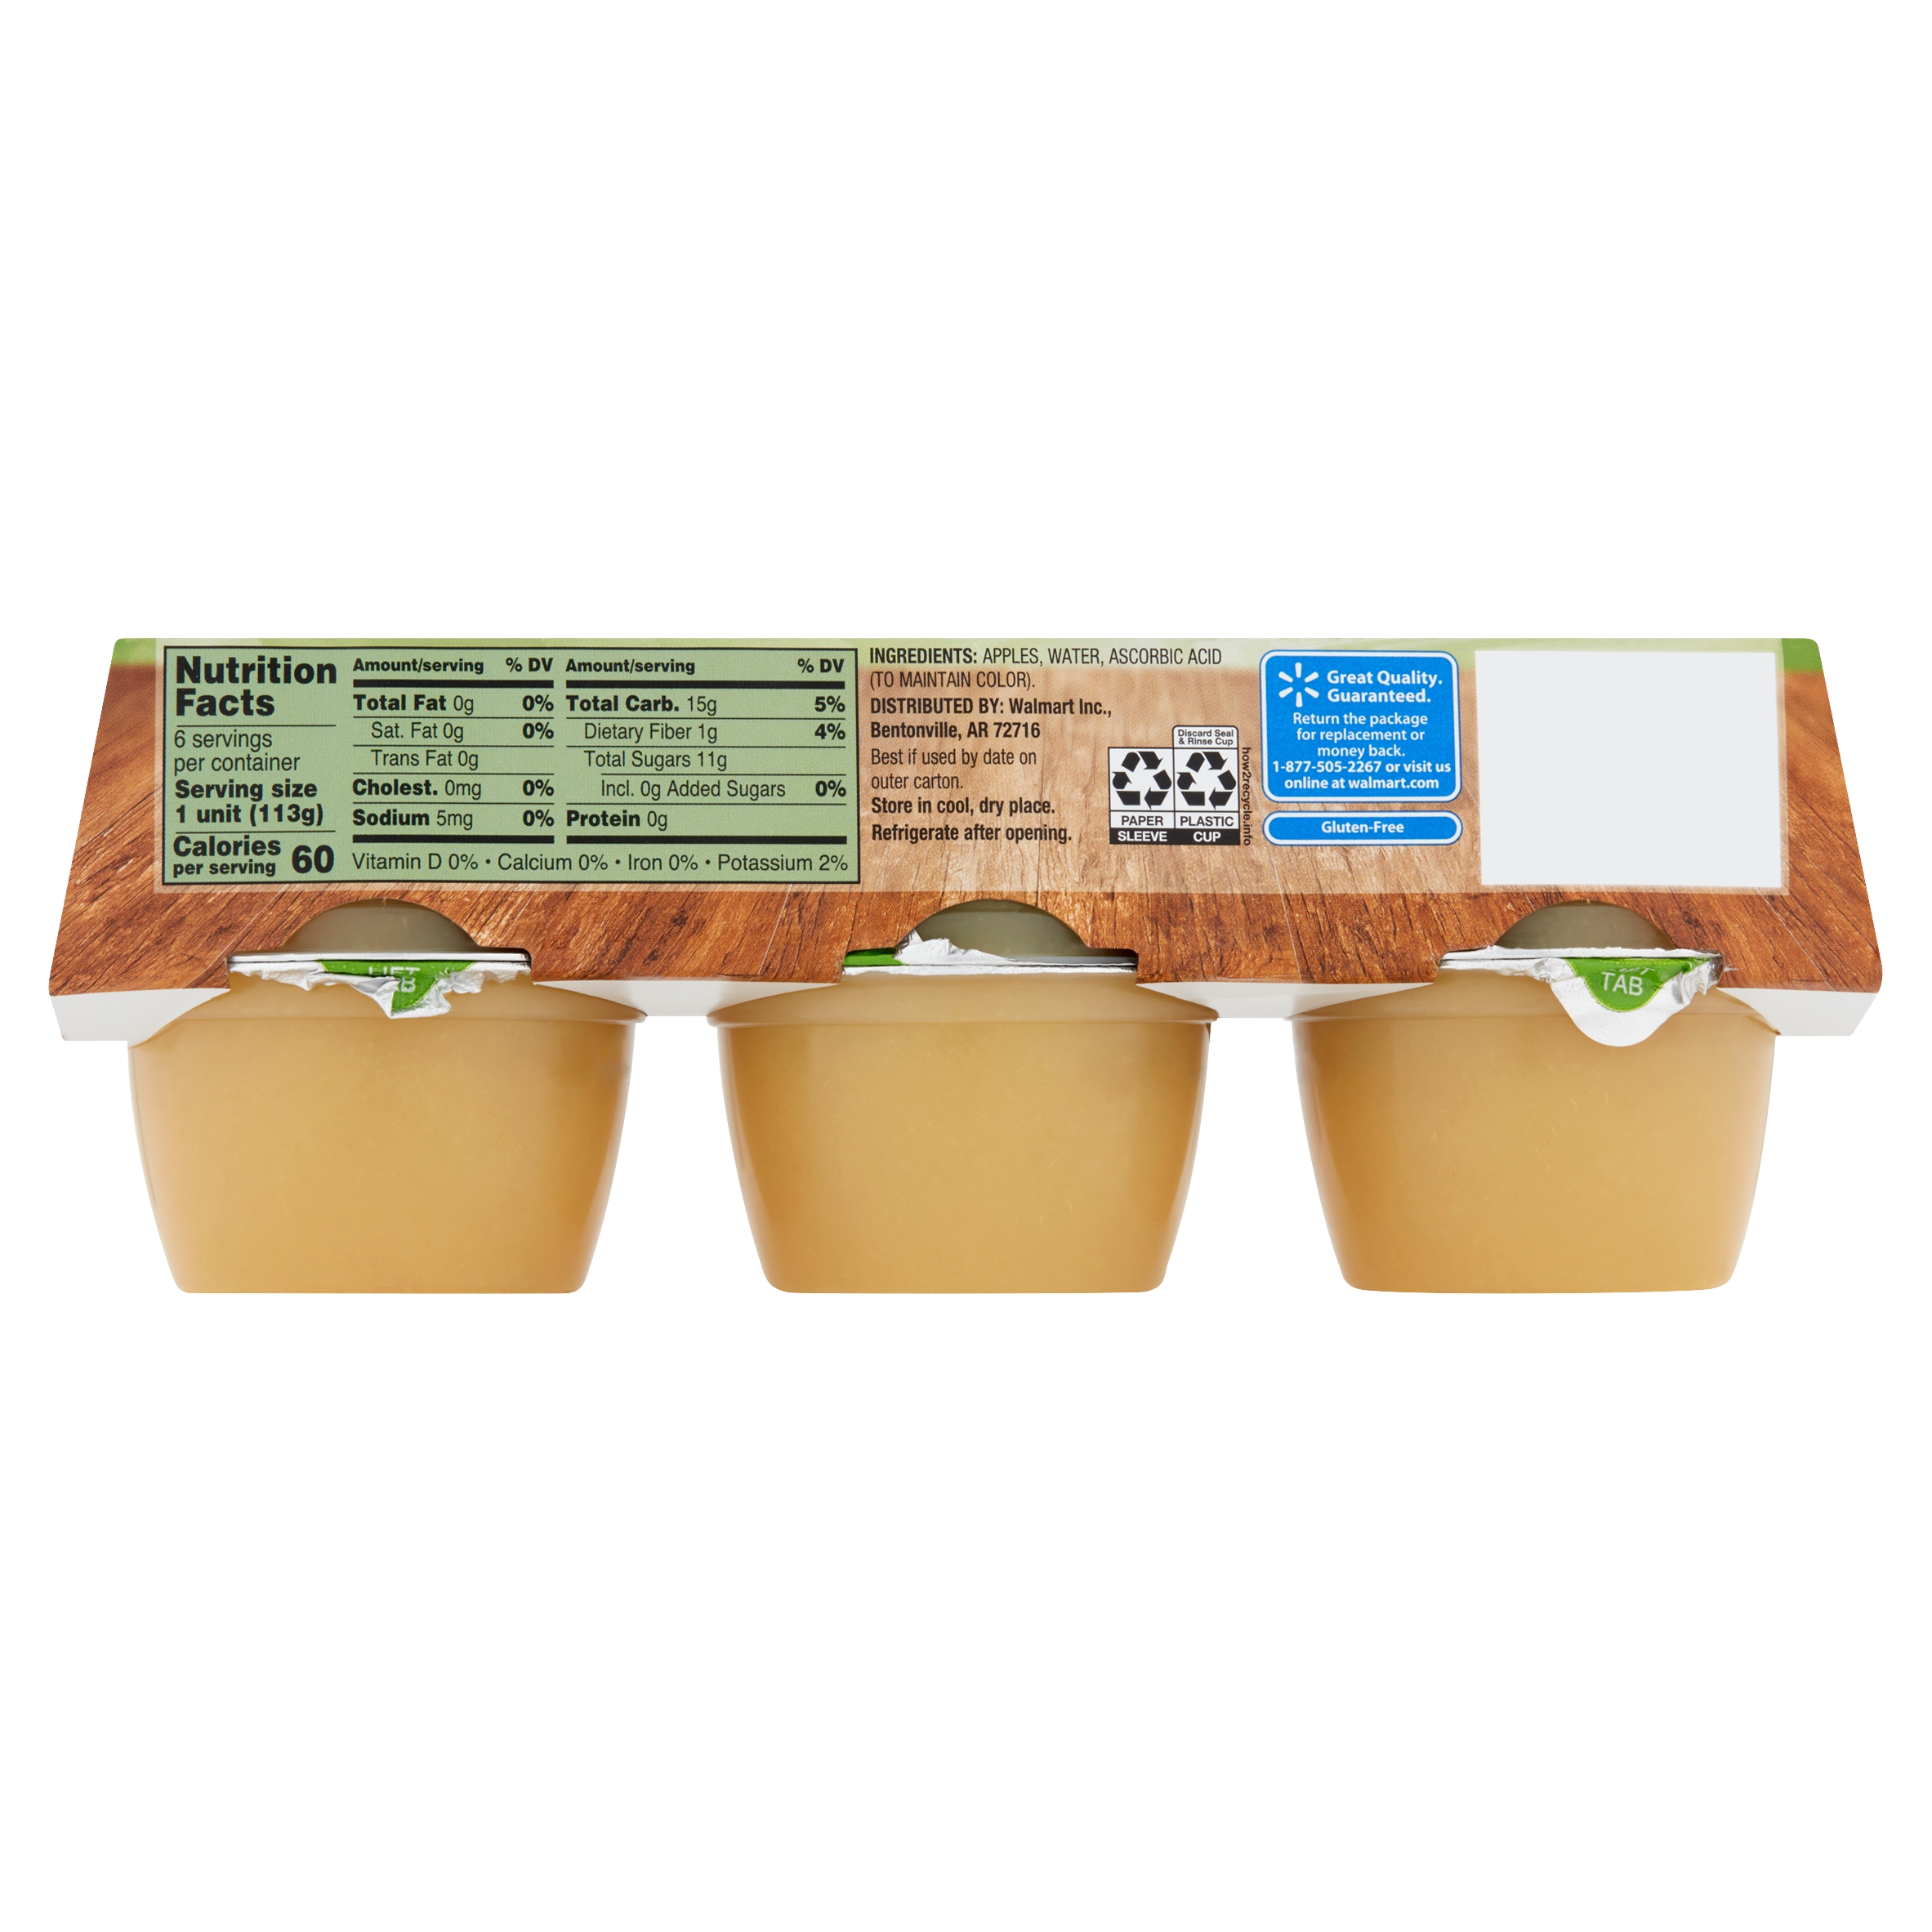 Nutrition
Facts
6 servings
per container
Serving size
1 unit (113g)
Calories
per serving 60
Amount/serving % DV
Total Fat 0g 0%
Sat. Fat 0g 0%
Trans Fat 0g
Cholest. 0mg 0%
Sodium 5mg 0%
Amount/serving % DV
Total Carb. 15g 5%
Dietary Fiber 1g 4%
Total Sugars 11g
Incl. 0g Added Sugars 0%
Protein 0g
Vitamin D 0% • Calcium 0% • Iron 0% • Potassium 2%
INGREDIENTS: APPLES, WATER, ASCORBIC ACID
(TO MAINTAIN COLOR).
DISTRIBUTED BY: Walmart Inc.,
Bentonville, AR 72716
Best if used by date on
outer carton.
Store in cool, dry place.
Refrigerate after opening.
Discard Seal
& Rinse Cup
PAPER PLASTIC
SLEEVE CUP
how2recycle.info
Great Quality.
Guaranteed.
Return the package
for replacement or
money back.
1-877-505-2267 or visit us
online at walmart.com
Gluten-Free
TAB